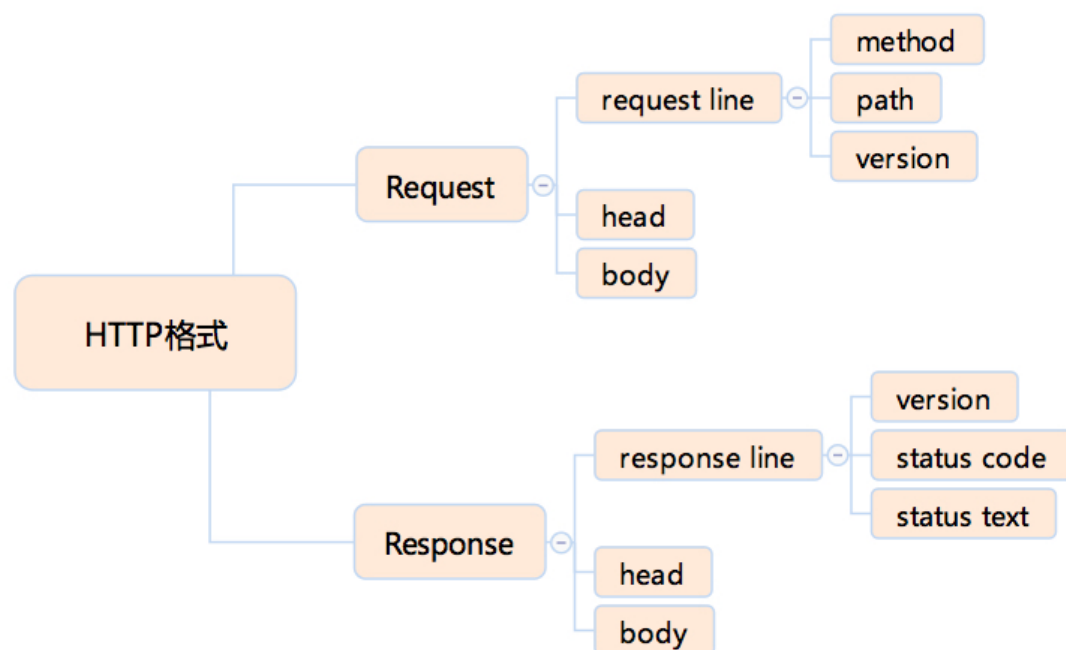 HTTP格式
Request
request line
method
path
version
head
body
Response
response line
version
status code
status text
head
body